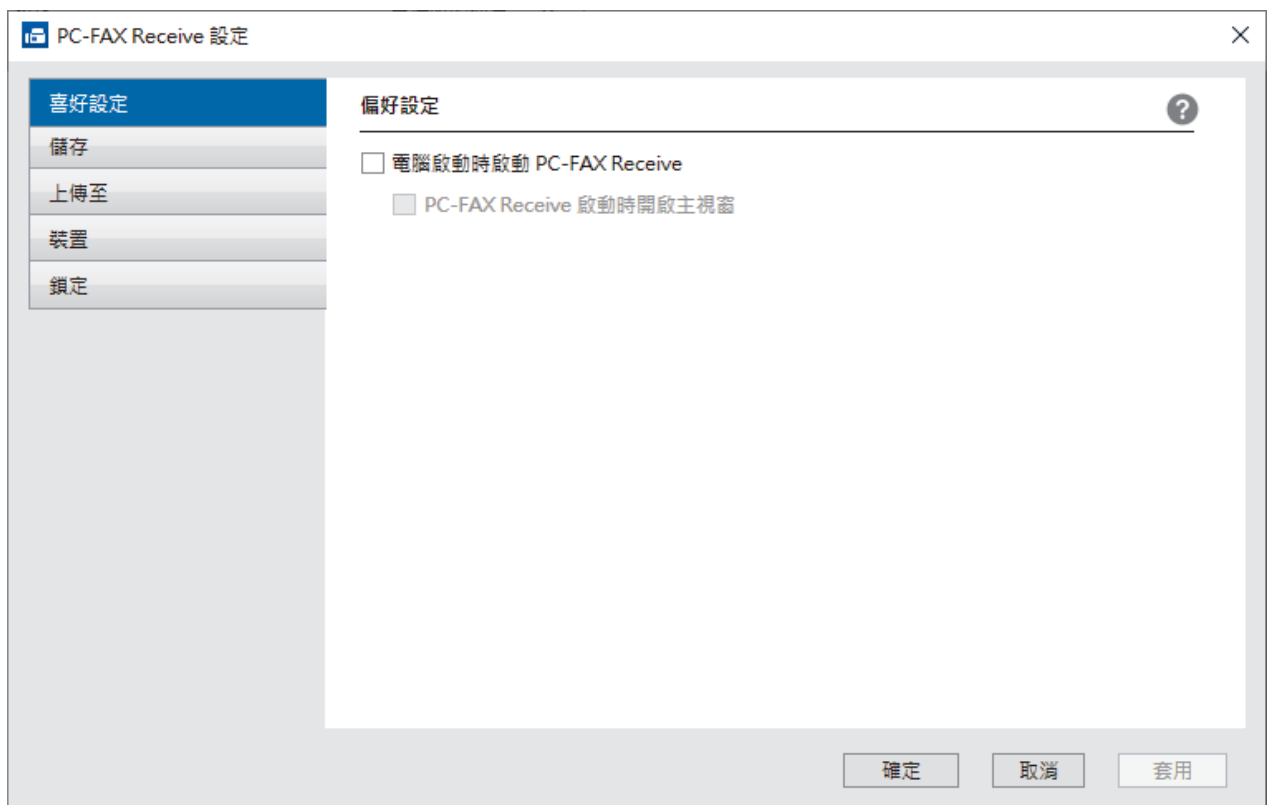 PC-FAX Receive 設定
喜好設定
儲存
上傳至
裝置
鎖定
偏好設定
?
電腦啟動時啟動 PC-FAX Receive
PC-FAX Receive 啟動時開啟主視窗
確定
取消
套用